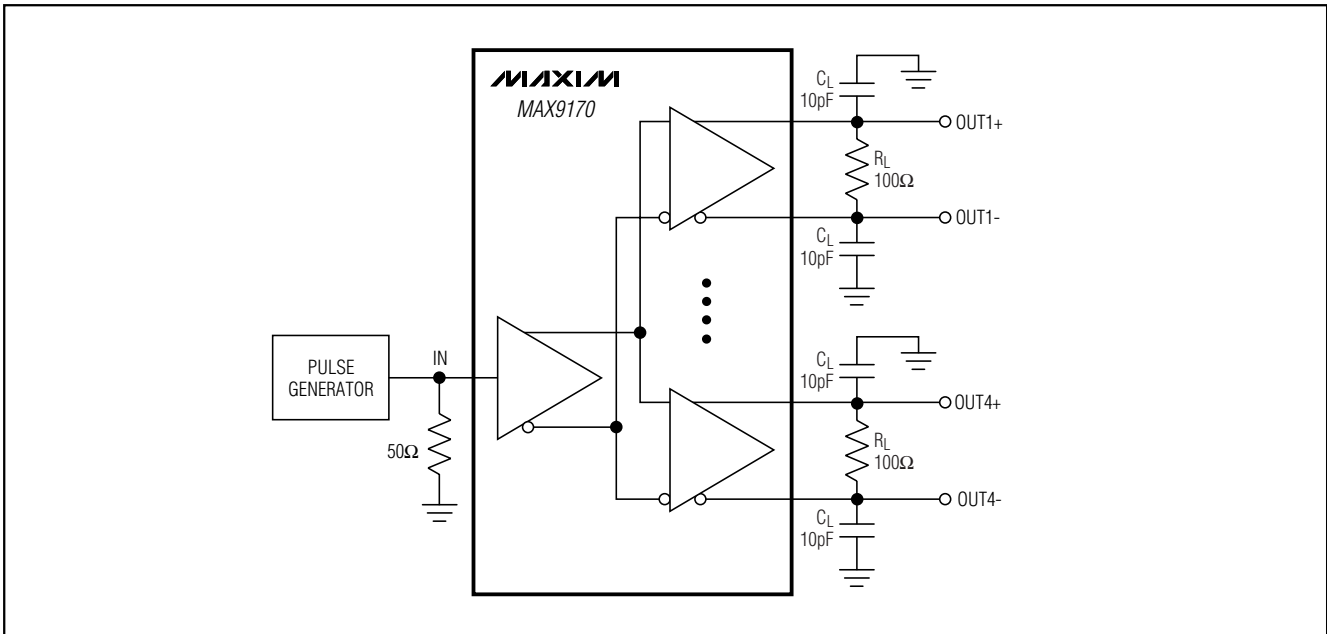 MAXIM
MAX9170
CL
10pF
OUT1+
RL
100Ω
OUT1-
CL
10pF
PULSE
GENERATOR
IN
50Ω
CL
10pF
OUT4+
RL
100Ω
OUT4-
CL
10pF